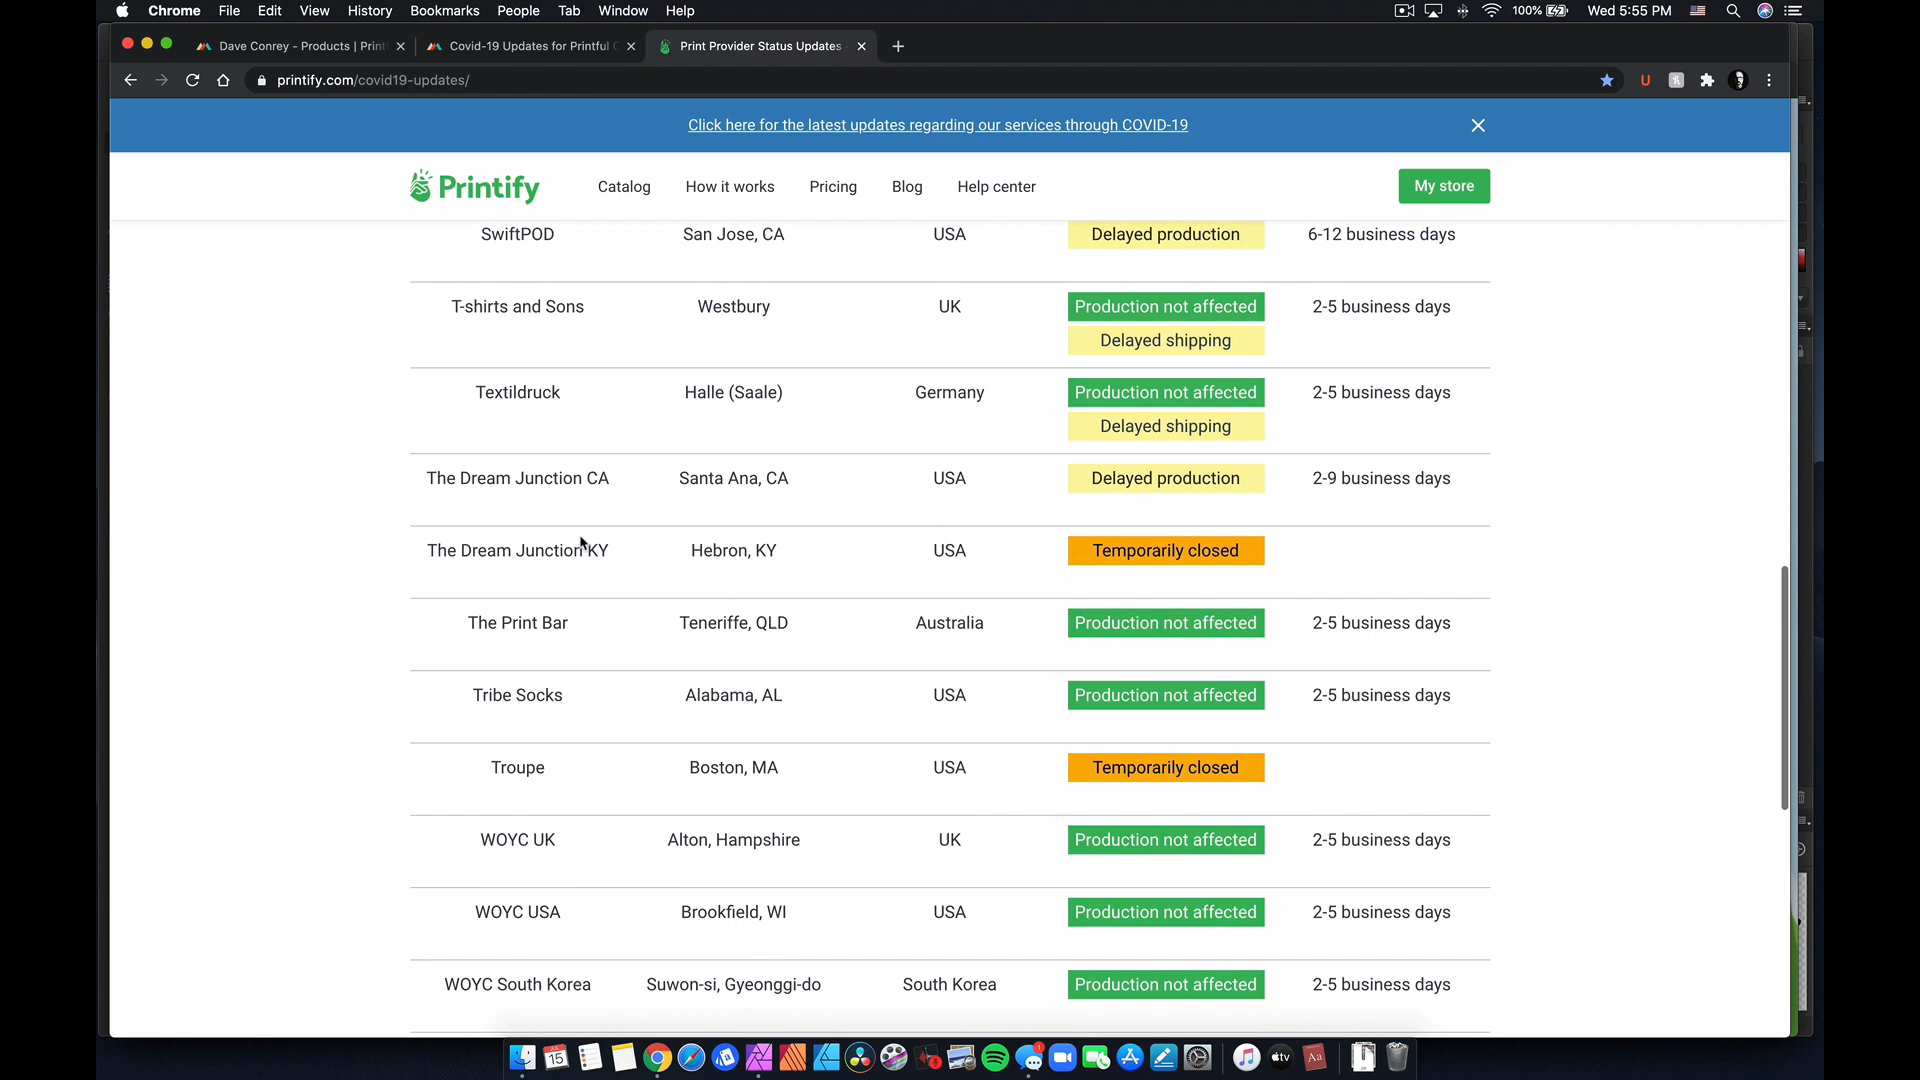 Chrome File Edit View History Bookmarks People Tab Window Help 100% Wed 5:55 PM
Dave Conrey - Products | Print Covid-19 Updates for Printful Print Provider Status Updates
printify.com/covid19-updates/
Click here for the latest updates regarding our services through COVID-19
Printify Catalog How it works Pricing Blog Help center My store
SwiftPOD San Jose, CA USA Delayed production 6-12 business days
T-shirts and Sons Westbury UK Production not affected 2-5 business days
Delayed shipping
Textildruck Halle (Saale) Germany Production not affected 2-5 business days
Delayed shipping
The Dream Junction CA Santa Ana, CA USA Delayed production 2-9 business days
The Dream Junction KY Hebron, KY USA Temporarily closed
The Print Bar Teneriffe, QLD Australia Production not affected 2-5 business days
Tribe Socks Alabama, AL USA Production not affected 2-5 business days
Troupe Boston, MA USA Temporarily closed
WOYC UK Alton, Hampshire UK Production not affected 2-5 business days
WOYC USA Brookfield, WI USA Production not affected 2-5 business days
WOYC South Korea Suwon-si, Gyeonggi-do South Korea Production not affected 2-5 business days
15 1 tv Aa